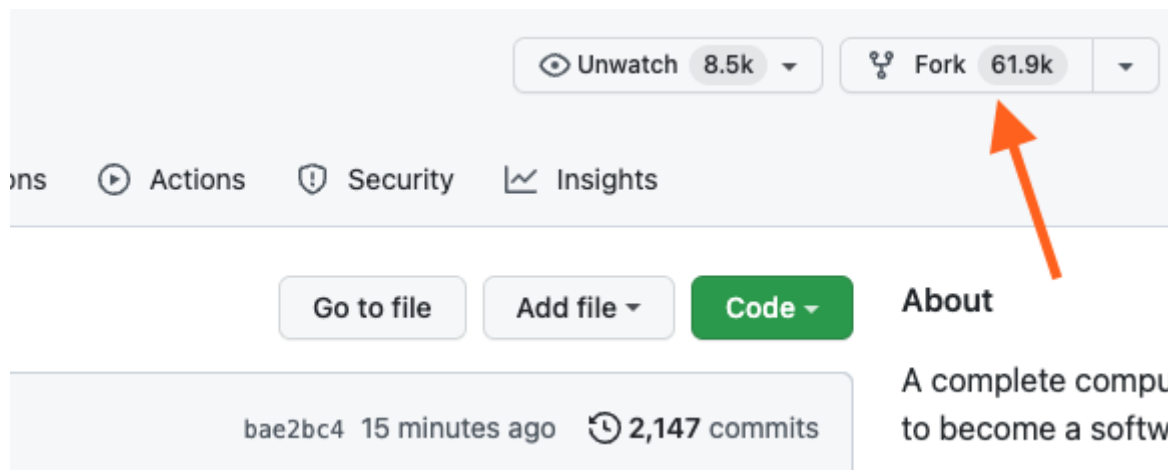 Unwatch 8.5k Fork 61.9k
ons Actions Security Insights
Go to file Add file Code
About
A complete compu
to become a softw
bae2bc4 15 minutes ago 2,147 commits